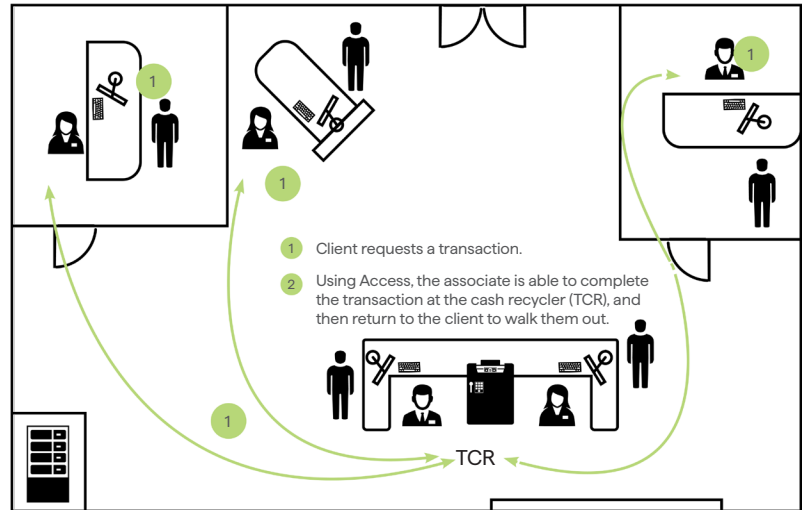 1
1
1
1 Client requests a transaction.
2 Using Access, the associate is able to complete
the transaction at the cash recycler (TCR), and
then return to the client to walk them out.
1
TCR